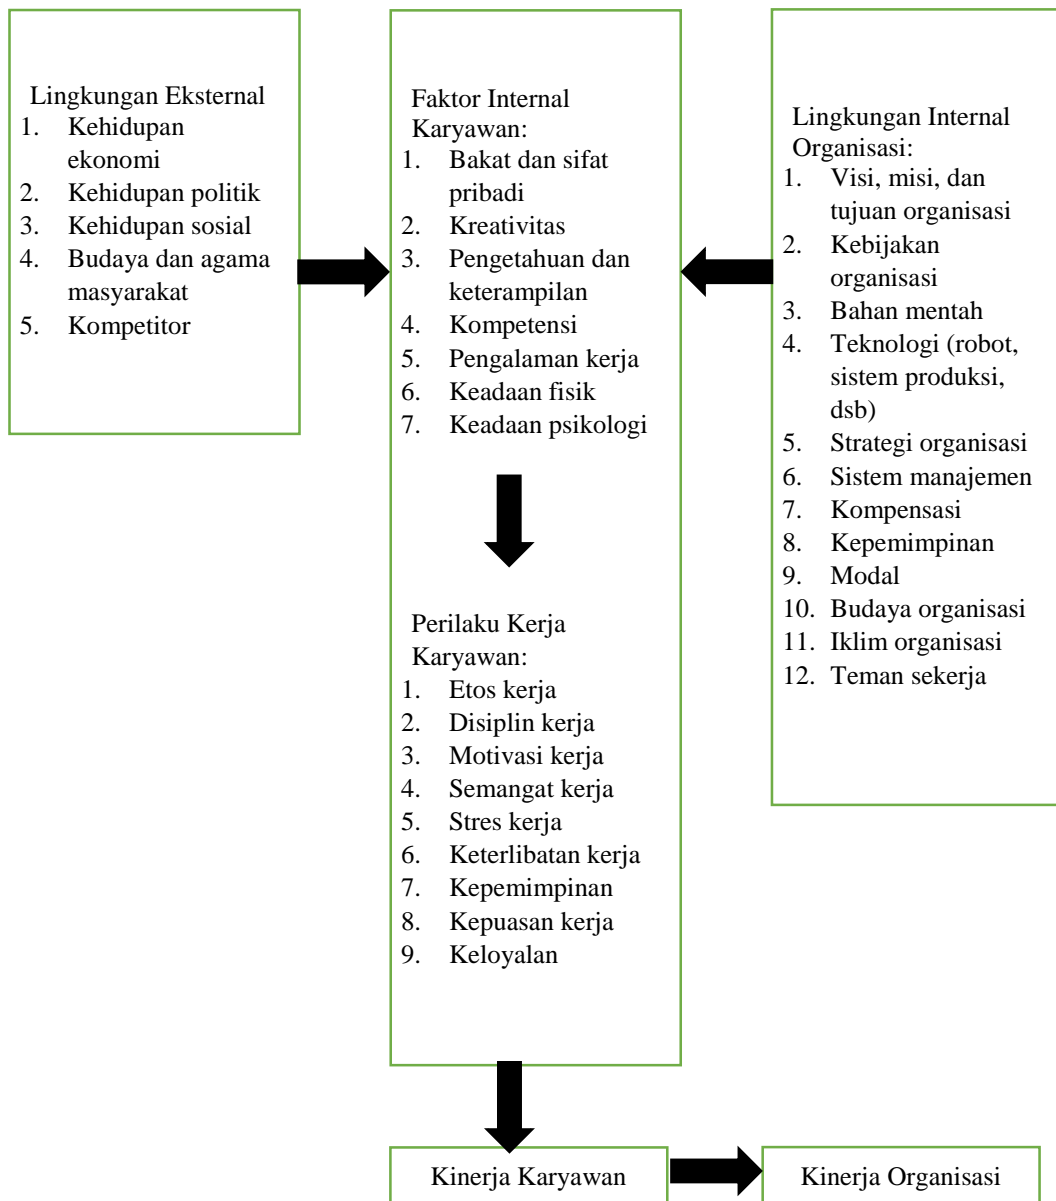 Lingkungan Eksternal
1. Kehidupan
ekonomi
2. Kehidupan politik
3. Kehidupan sosial
4. Budaya dan agama
masyarakat
5. Kompetitor
Faktor Internal
Karyawan:
1. Bakat dan sifat
pribadi
2. Kreativitas
3. Pengetahuan dan
keterampilan
4. Kompetensi
5. Pengalaman kerja
6. Keadaan fisik
7. Keadaan psikologi
Perilaku Kerja
Karyawan:
1. Etos kerja
2. Disiplin kerja
3. Motivasi kerja
4. Semangat kerja
5. Stres kerja
6. Keterlibatan kerja
7. Kepemimpinan
8. Kepuasan kerja
9. Keloyalan
Lingkungan Internal
Organisasi:
1. Visi, misi, dan
tujuan organisasi
2. Kebijakan
organisasi
3. Bahan mentah
4. Teknologi (robot,
sistem produksi,
dsb)
5. Strategi organisasi
6. Sistem manajemen
7. Kompensasi
8. Kepemimpinan
9. Modal
10. Budaya organisasi
11. Iklim organisasi
12. Teman sekerja
Kinerja Karyawan
Kinerja Organisasi